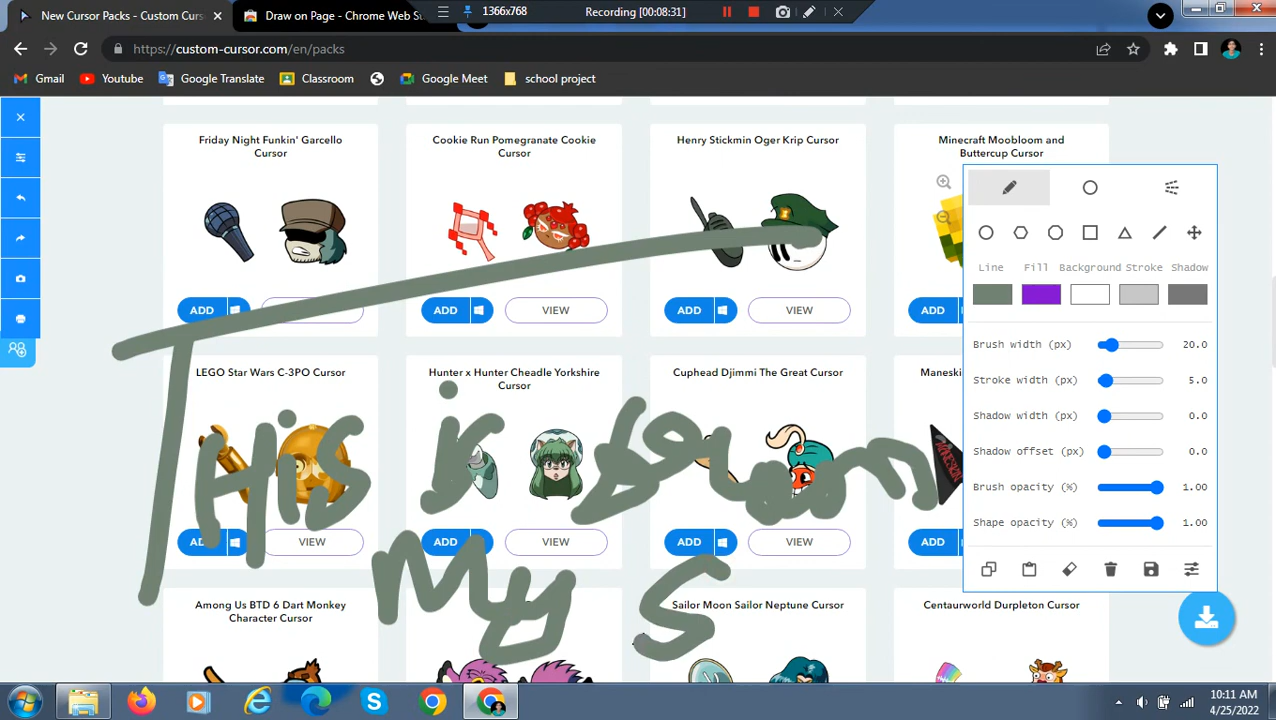 New Cursor Packs - Custom Curs
Draw on Page - Chrome Web S
1366x768
Recording [00:08:31]
https://custom-cursor.com/en/packs
Gmail
Youtube
Google Translate
Classroom
Google Meet
school project
Friday Night Funkin' Garcello
Cursor
Cookie Run Pomegranate Cookie
Cursor
Henry Stickmin Oger Krip Cursor
Minecraft Moobloom and
Buttercup Cursor
ADD
ADD
VIEW
ADD
VIEW
ADD
Line
Fill
Background
Stroke
Shadow
Brush width (px)
20.0
Stroke width (px)
5.0
Shadow width (px)
0.0
Shadow offset (px)
0.0
Brush opacity (%)
1.00
Shape opacity (%)
1.00
LEGO Star Wars C-3PO Cursor
Hunter x Hunter Cheadle Yorkshire
Cursor
Cuphead Djimmi The Great Cursor
Maneski
THis is
AD
VIEW
ADD
VIEW
ADD
VIEW
ADD
My s
Among Us BTD 6 Dart Monkey
Character Cursor
Sailor Moon Sailor Neptune Cursor
Centaurworld Durpleton Cursor
10:11 AM
4/25/2022